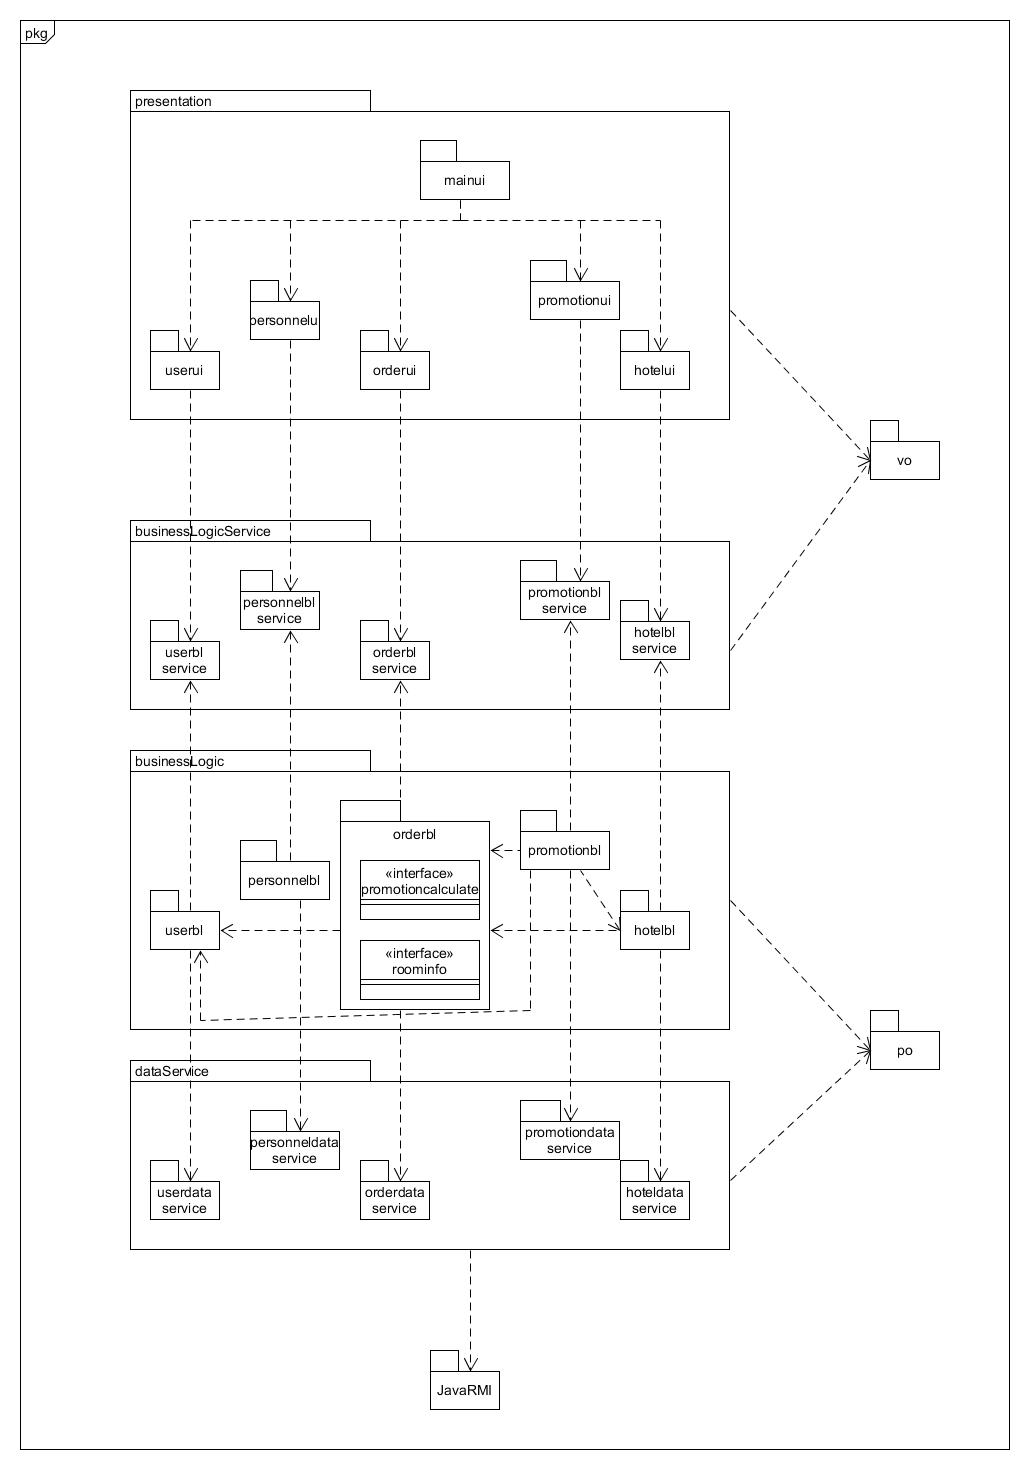 pkg
presentation
mainui
promotionui
personnelu
userui
orderui
hotelui
vo
businessLogicService
promotionbl
service
personnelbl
service
hotelbl
service
userbl
service
orderbl
service
businessLogic
orderbl
promotionbl
«interface»
promotioncalculate
personnelbl
userbl
hotelbl
«interface»
roominfo
po
dataService
promotiondata
service
personneldata
service
userdata
service
orderdata
service
hoteldata
service
JavaRMI